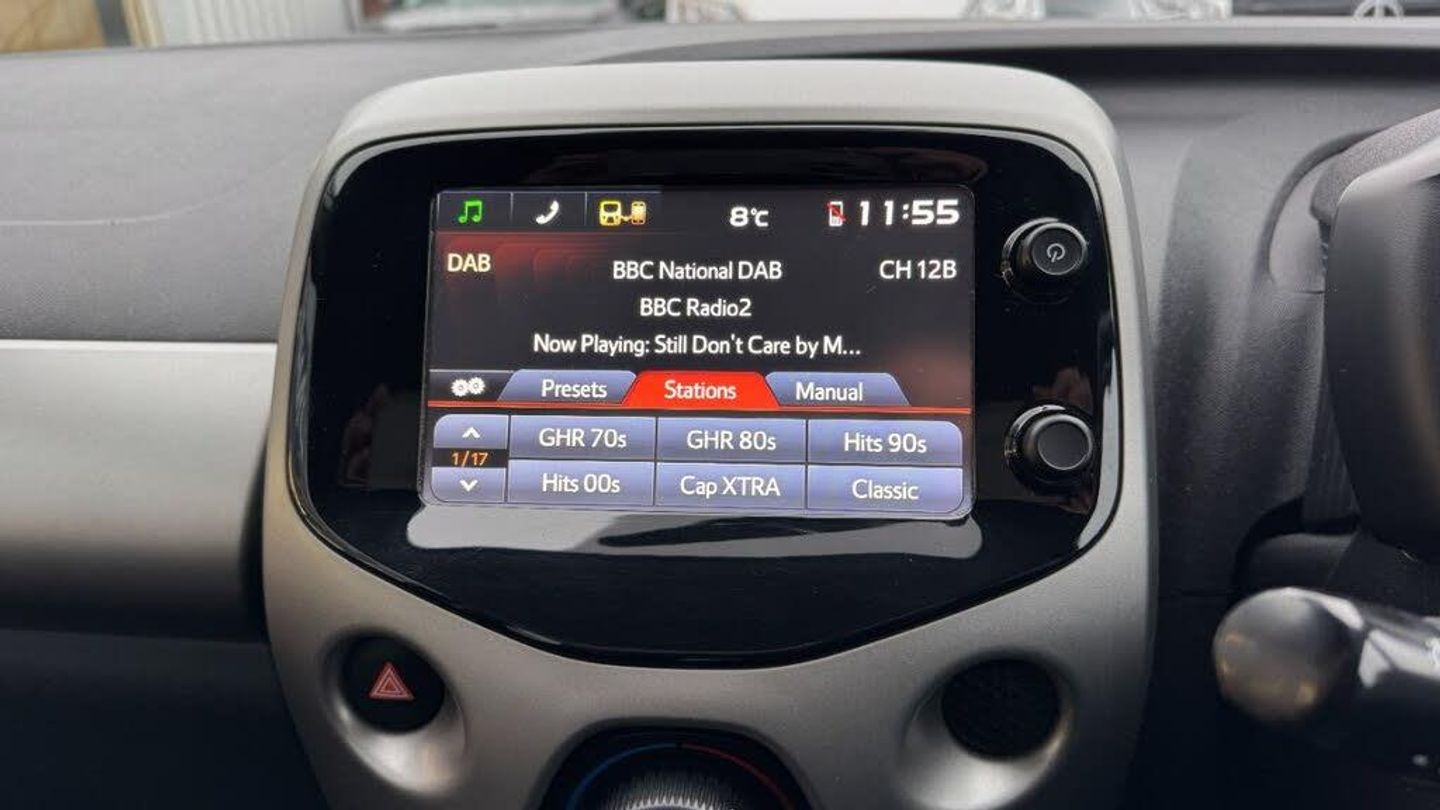 8°C 11:55
DAB BBC National DAB CH 12B
BBC Radio2
Now Playing: Still Don't Care by M...
Presets Stations Manual
GHR 70s GHR 80s Hits 90s
1/17
Hits 00s Cap XTRA Classic